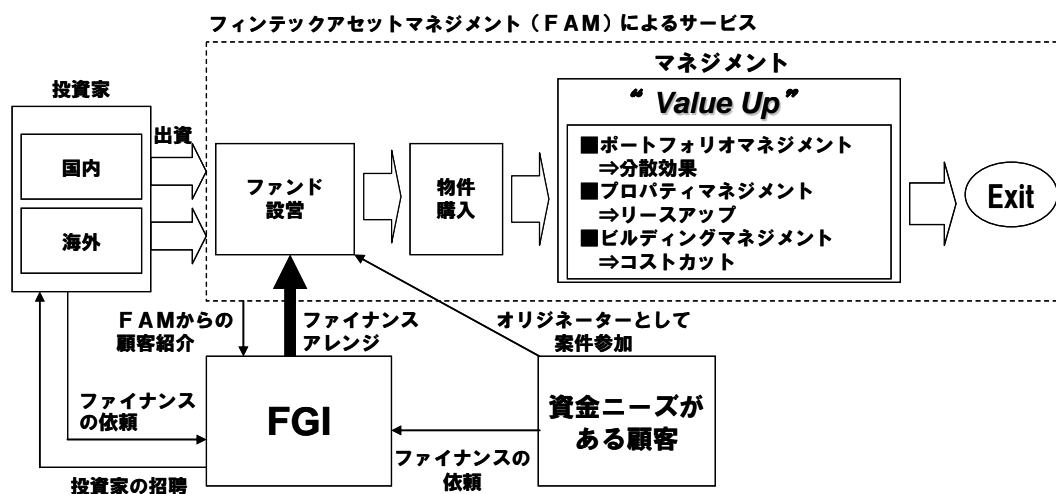 フィンテックアセットマネジメント（ＦＡＭ）によるサービス
マネジメント
投資家
出資
国内
海外
ファンド
設営
物件
購入
“ Value Up”
■ポートフォリオマネジメント
⇒分散効果
■プロパティマネジメント
⇒リースアップ
■ビルディングマネジメント
⇒コストカット
Exit
ＦＡＭからの
顧客紹介
ファイナンス
アレンジ
オリジネーターとして
案件参加
ファイナンス
の依頼
FGI
資金ニーズが
ある顧客
ファイナンスの
依頼
投資家の招聘